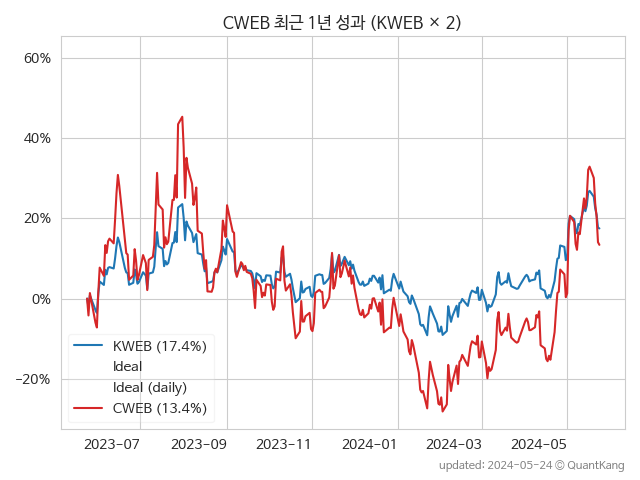 CWEB 최근 1년 성과 (KWEB × 2)
60%
40%
20%
0%
−20%
KWEB (17.4%)
Ideal
Ideal (daily)
CWEB (13.4%)
2023-07
2023-09
2023-11
2024-01
2024-03
2024-05
updated: 2024-05-24 © QuantKang